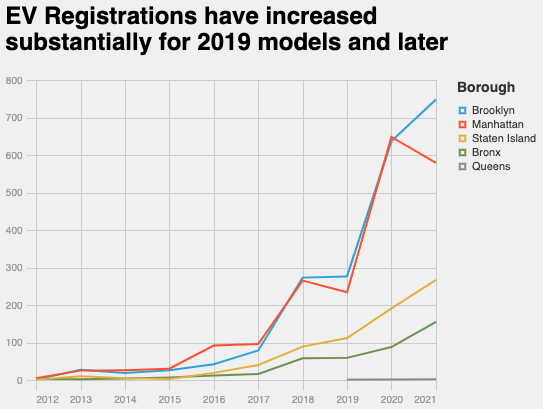 EV Registrations have increased
substantially for 2019 models and later
Borough
Brooklyn
Manhattan
Staten Island
Bronx
Queens
800
700
600
500
400
300
200
100
0
2012 2013 2014 2015 2016 2017 2018 2019 2020 2021